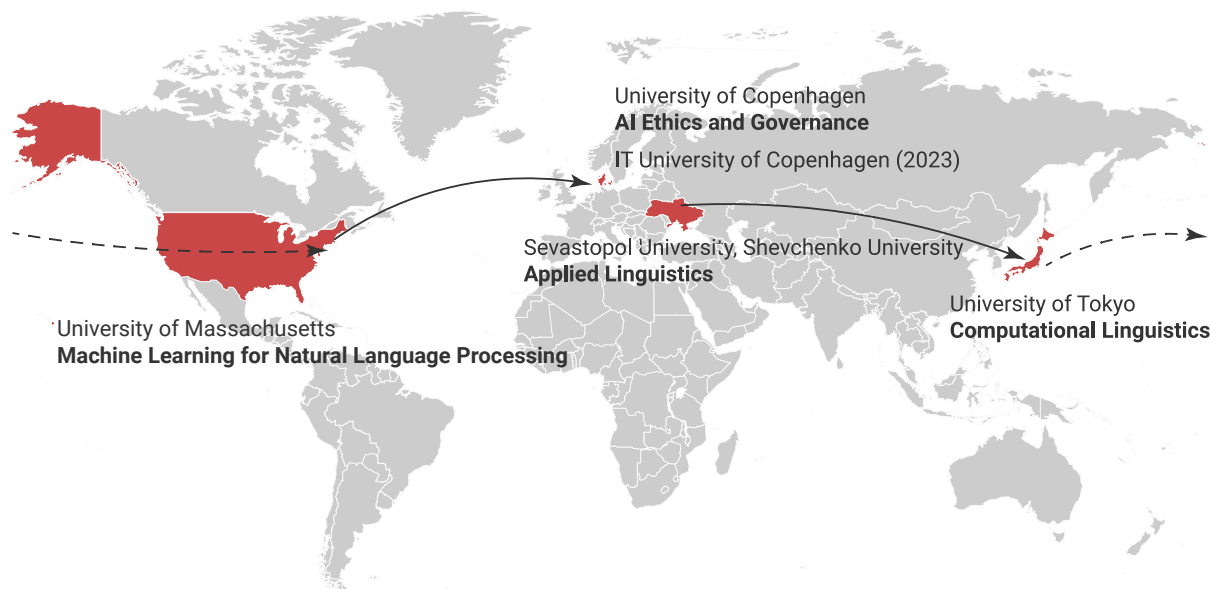 University of Copenhagen
AI Ethics and Governance
IT University of Copenhagen (2023)
Sevastopol University, Shevchenko University
Applied Linguistics
University of Tokyo
Computational Linguistics
University of Massachusetts
Machine Learning for Natural Language Processing